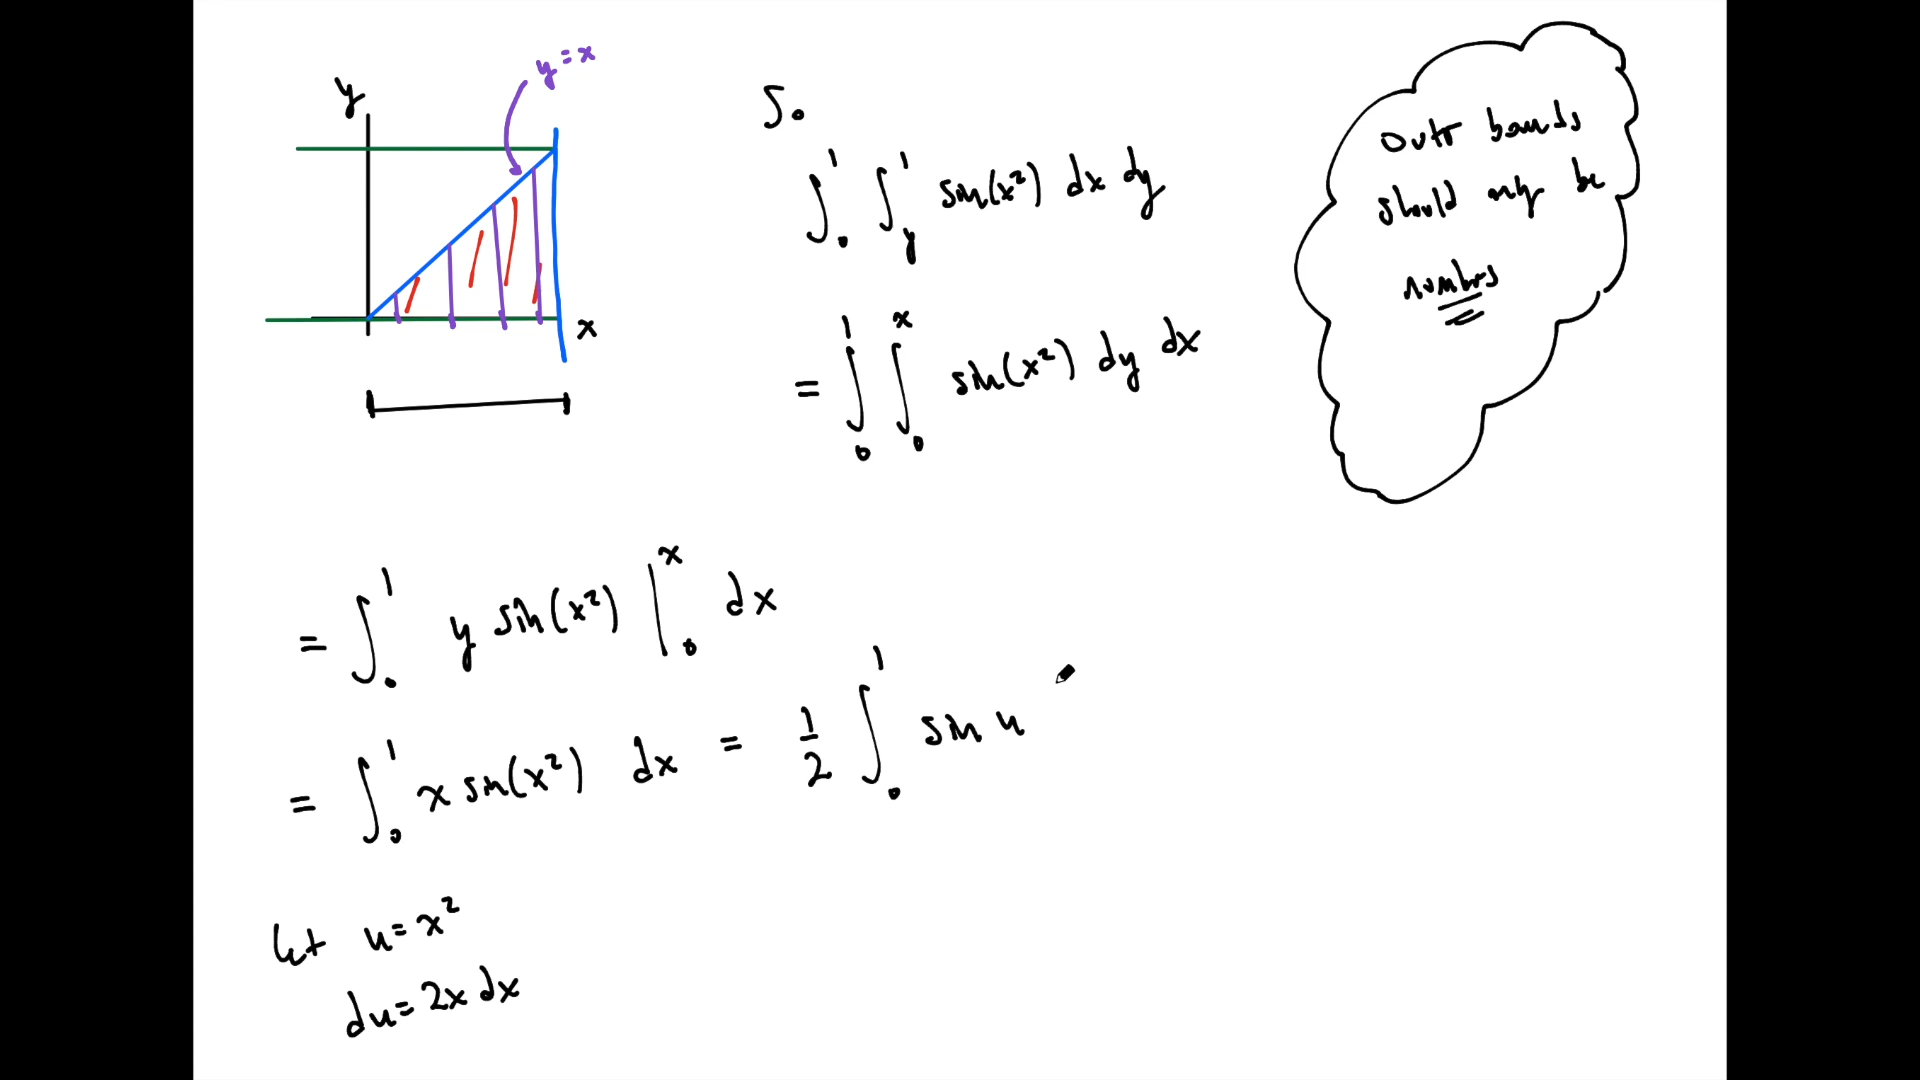 y
y=x
x
So
∫₀¹ ∫_y¹ sin(x²) dx dy
= ∫₀¹ ∫₀ˣ sin(x²) dy dx
Outer bounds
should only be
numbers
= ∫₀¹ y sin(x²) |₀ˣ dx
= ∫₀¹ x sin(x²) dx = 1/2 ∫₀¹ sin u
let u=x²
du=2x dx